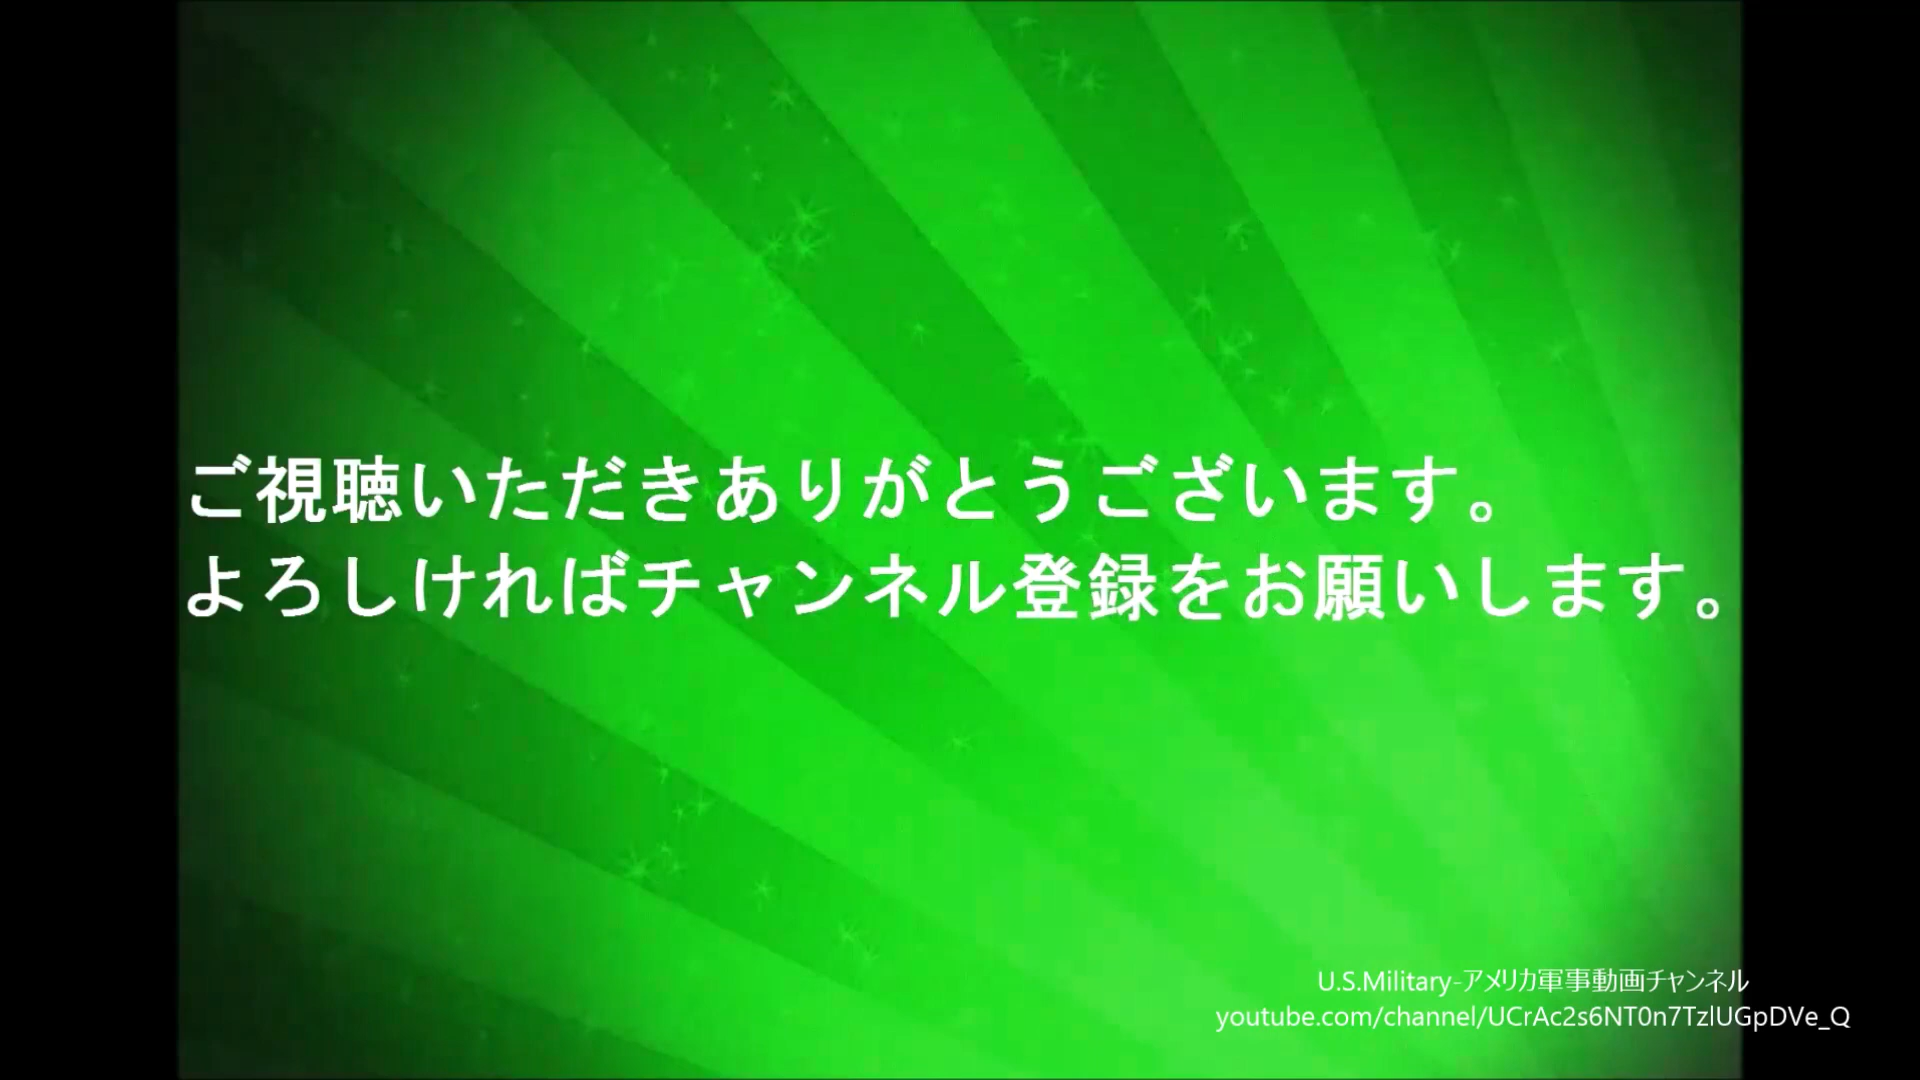 ご視聴いただきありがとうございます。
よろしければチャンネル登録をお願いします。
U.S.Military-アメリカ軍事動画チャンネル
youtube.com/channel/UCrAc2s6NT0n7TzlUGpDVe_Q